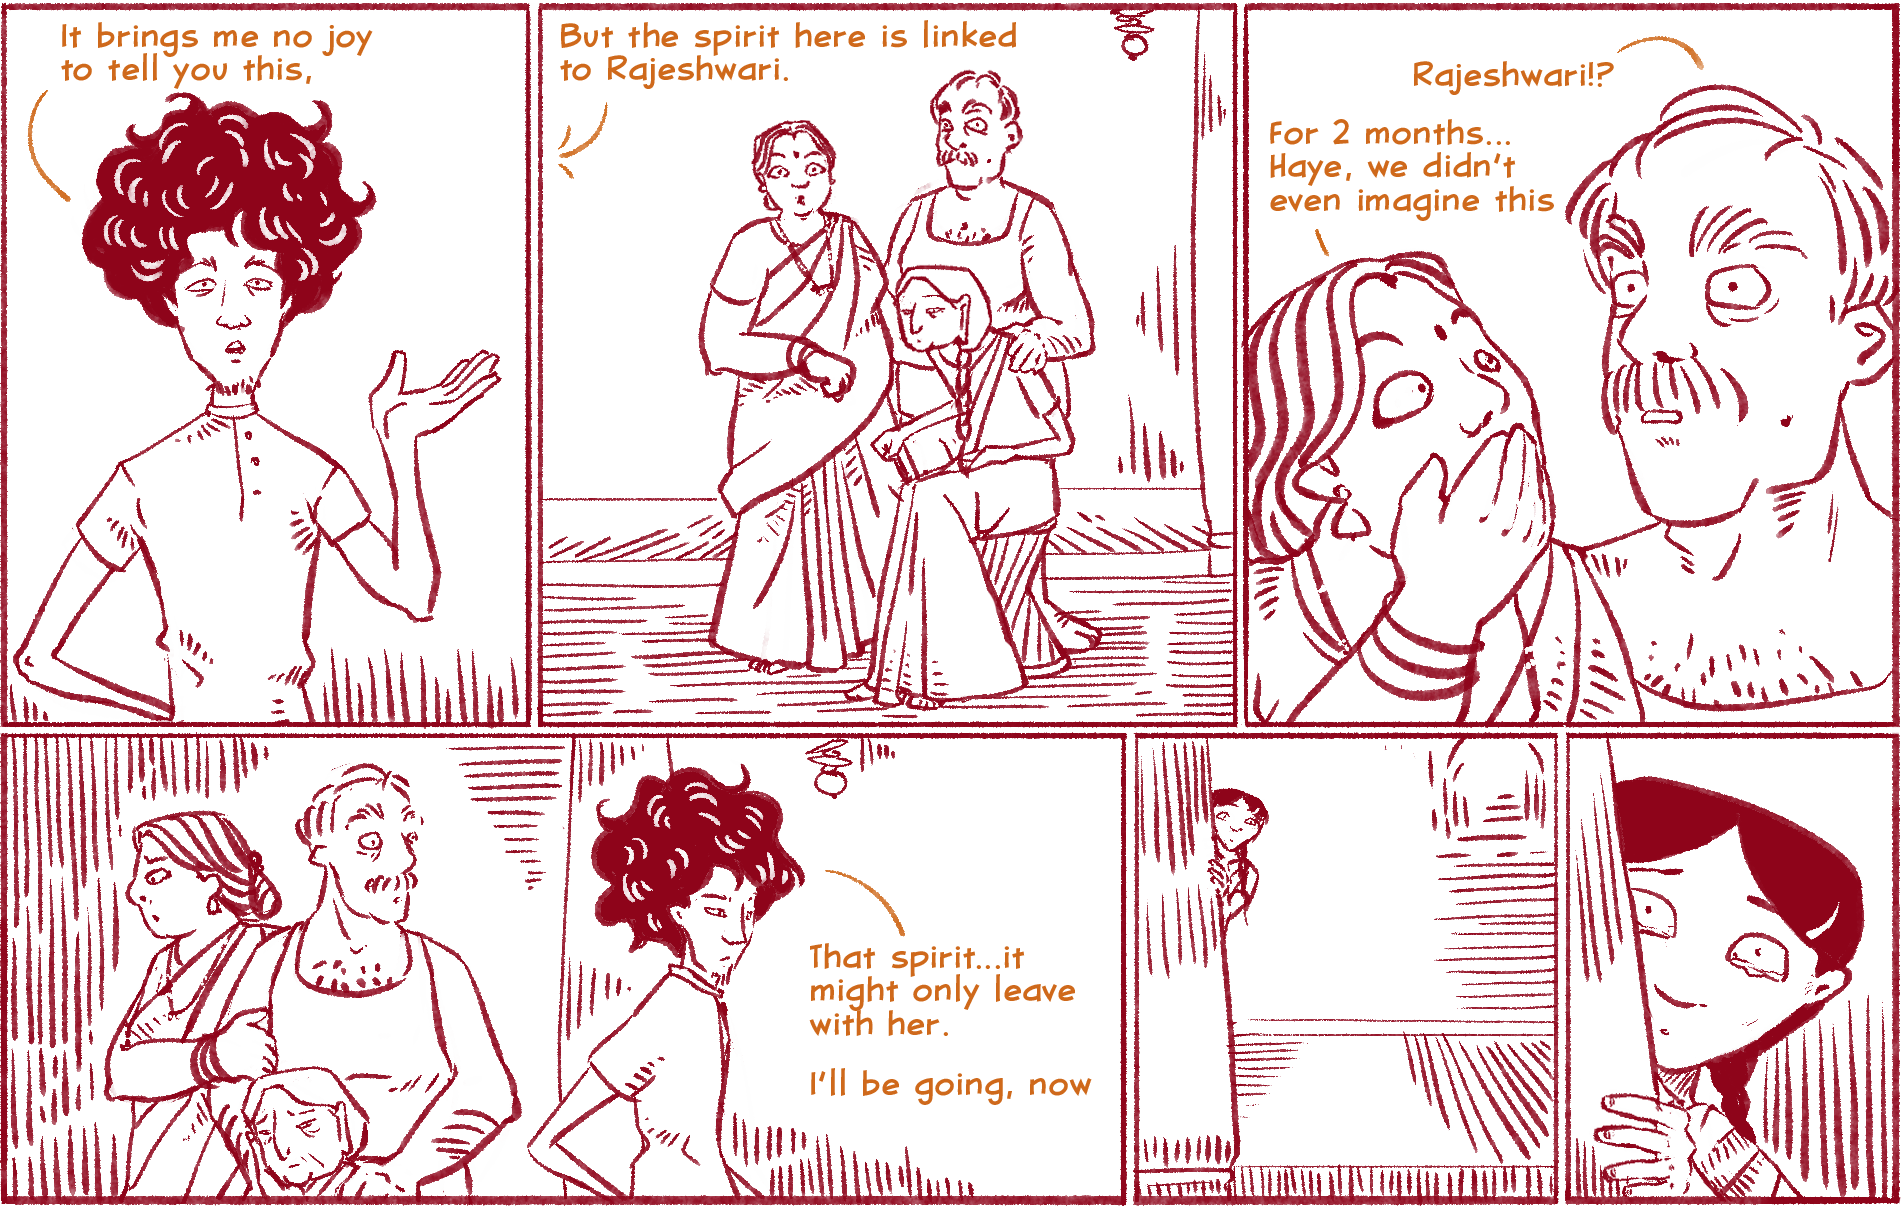 It brings me no joy
to tell you this,
But the spirit here is linked
to Rajeshwari.
Rajeshwari!?
For 2 months...
Haye, we didn't
even imagine this
That spirit...it
might only leave
with her.
I'll be going, now